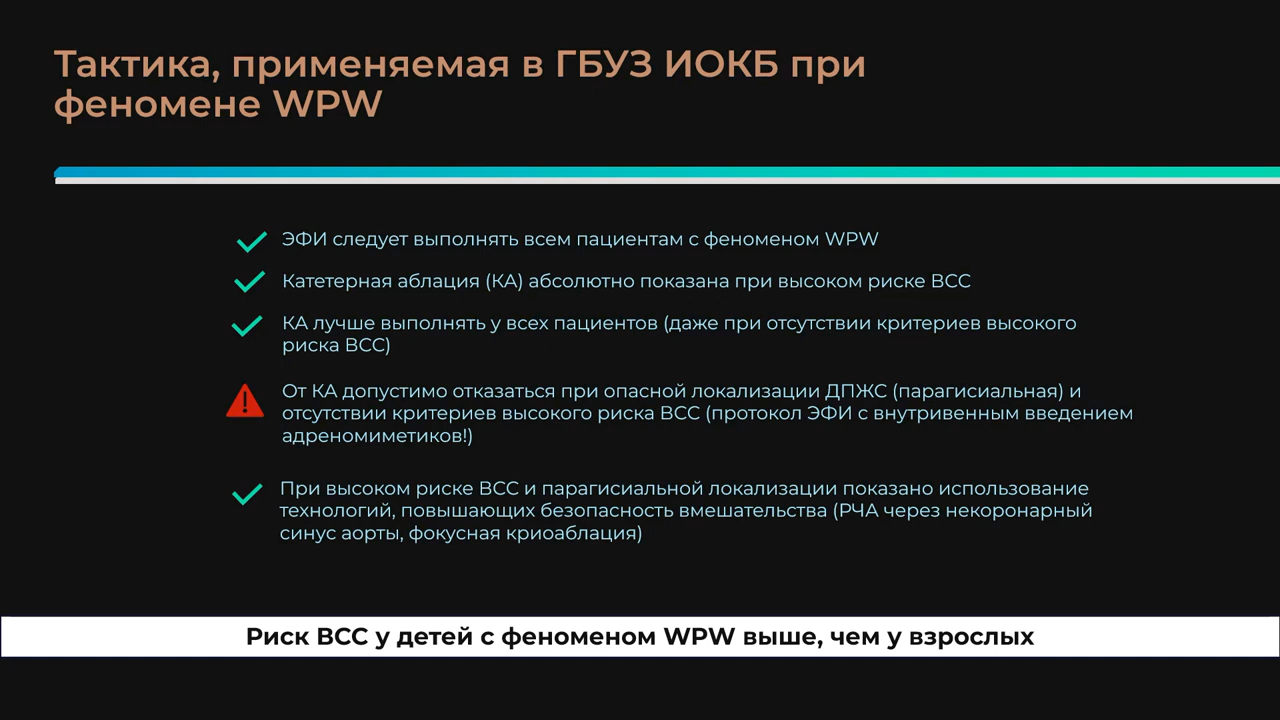 Тактика, применяемая в ГБУЗ ИОКБ при
феномене WPW
ЭФИ следует выполнять всем пациентам с феноменом WPW
Катетерная аблация (КА) абсолютно показана при высоком риске ВСС
КА лучше выполнять у всех пациентов (даже при отсутствии критериев высокого
риска ВСС)
От КА допустимо отказаться при опасной локализации ДПЖС (парагисиальная) и
отсутствии критериев высокого риска ВСС (протокол ЭФИ с внутривенным введением
адреномиметиков!)
При высоком риске ВСС и парагисиальной локализации показано использование
технологий, повышающих безопасность вмешательства (РЧА через некоронарный
синус аорты, фокусная криоаблация)
Риск ВСС у детей с феноменом WPW выше, чем у взрослых